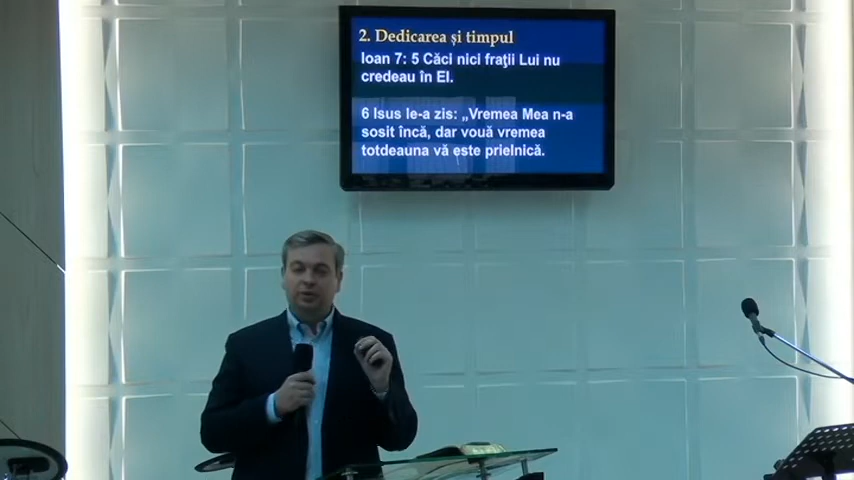 2. Dedicarea și timpul
Ioan 7: 5 Căci nici fraţii Lui nu
credeau în El.
6 Isus le-a zis: „Vremea Mea n-a
sosit încă, dar vouă vremea
totdeauna vă este prielnică.